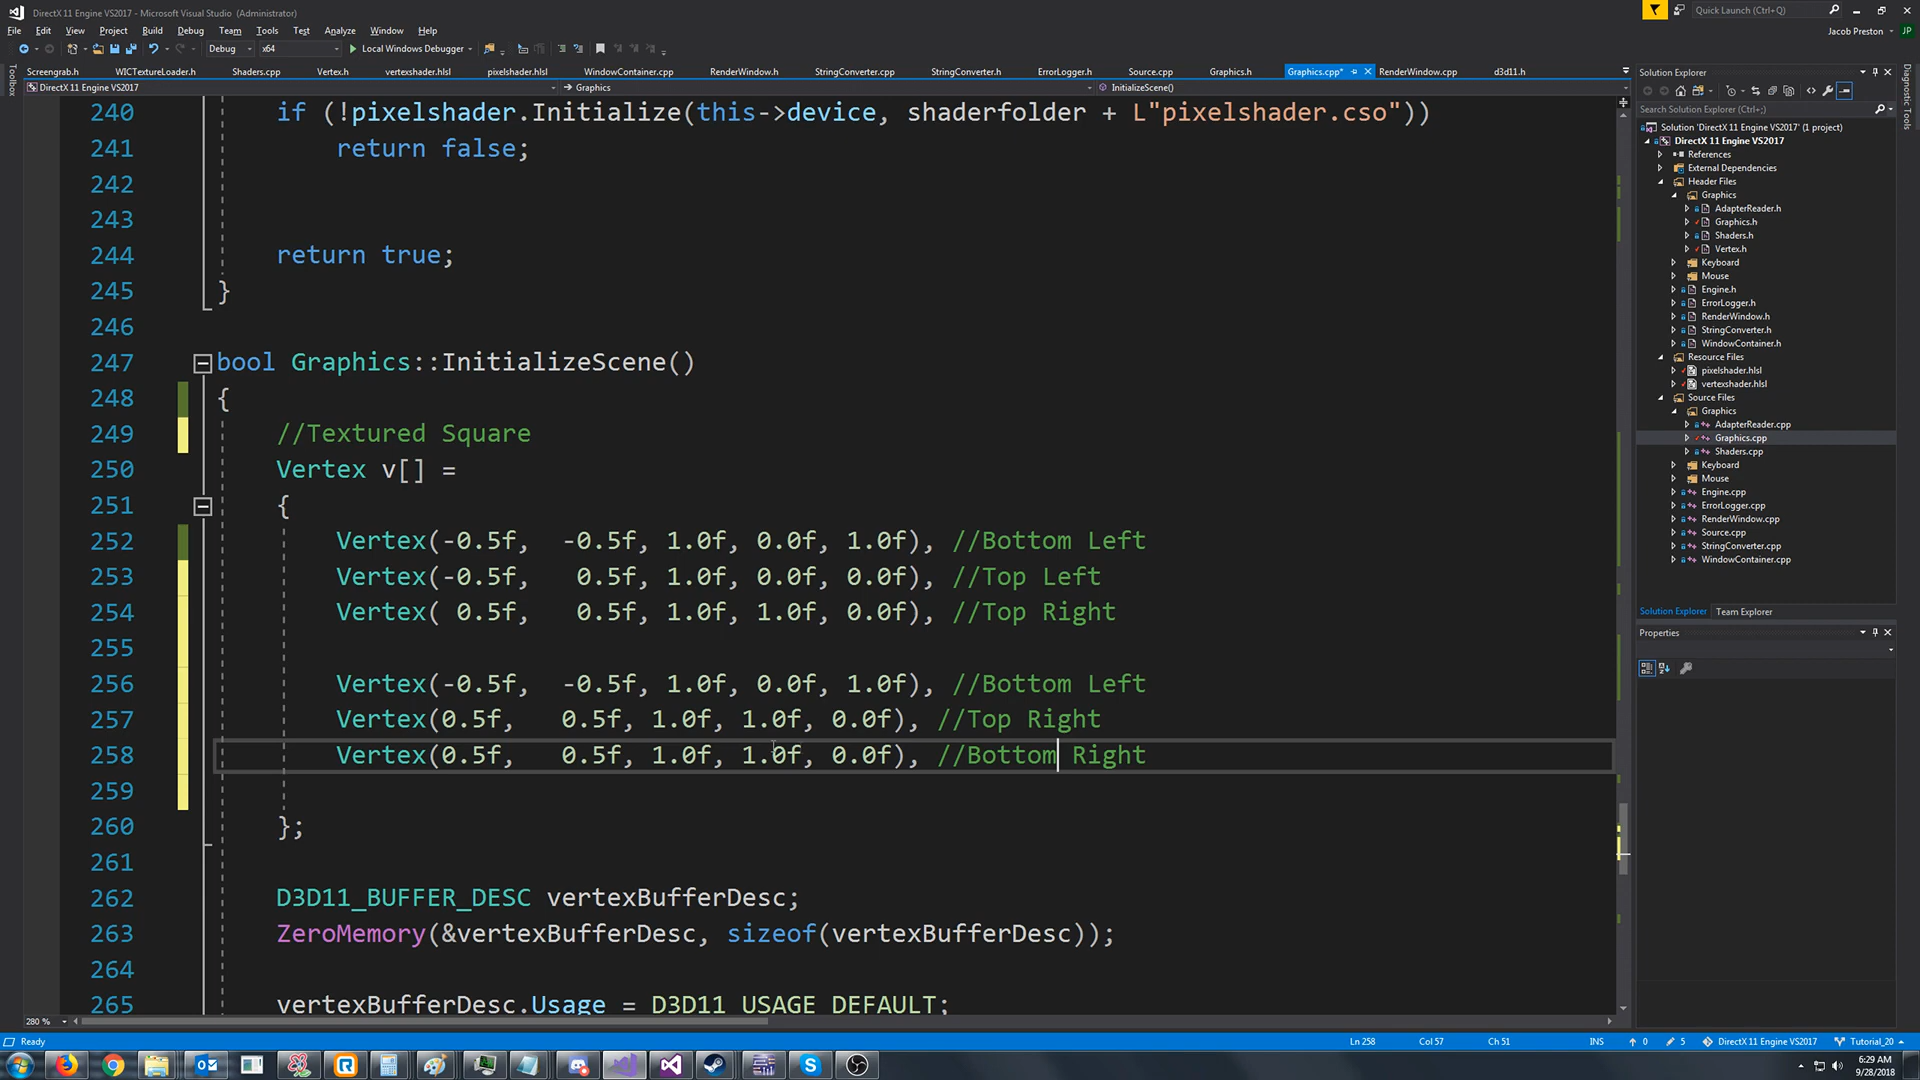 DirectX 11 Engine VS2017 - Microsoft Visual Studio (Administrator)
Quick Launch (Ctrl+Q)
File Edit View Project Build Debug Team Tools Test Analyze Window Help
Jacob Preston JP
Debug x64 Local Windows Debugger
Toolbox
Screengrab.h WICTextureLoader.h Shaders.cpp Vertex.h vertexshader.hlsl pixelshader.hlsl WindowContainer.cpp RenderWindow.h StringConverter.cpp StringConverter.h ErrorLogger.h Source.cpp Graphics.h Graphics.cpp* RenderWindow.cpp d3d11.h
DirectX 11 Engine VS2017 Graphics InitializeScene()
240 if (!pixelshader.Initialize(this->device, shaderfolder + L"pixelshader.cso"))
241 return false;
242
243
244 return true;
245 }
246
247 bool Graphics::InitializeScene()
248 {
249 //Textured Square
250 Vertex v[] =
251 {
252 Vertex(-0.5f, -0.5f, 1.0f, 0.0f, 1.0f), //Bottom Left
253 Vertex(-0.5f, 0.5f, 1.0f, 0.0f, 0.0f), //Top Left
254 Vertex( 0.5f, 0.5f, 1.0f, 1.0f, 0.0f), //Top Right
255
256 Vertex(-0.5f, -0.5f, 1.0f, 0.0f, 1.0f), //Bottom Left
257 Vertex(0.5f, 0.5f, 1.0f, 1.0f, 0.0f), //Top Right
258 Vertex(0.5f, 0.5f, 1.0f, 1.0f, 0.0f), //Bottom Right
259
260 };
261
262 D3D11_BUFFER_DESC vertexBufferDesc;
263 ZeroMemory(&vertexBufferDesc, sizeof(vertexBufferDesc));
264
265 vertexBufferDesc.Usage = D3D11_USAGE_DEFAULT;
280 %
Solution Explorer
Search Solution Explorer (Ctrl+;)
Solution 'DirectX 11 Engine VS2017' (1 project)
DirectX 11 Engine VS2017
References
External Dependencies
Header Files
Graphics
AdapterReader.h
Graphics.h
Shaders.h
Vertex.h
Keyboard
Mouse
Engine.h
ErrorLogger.h
RenderWindow.h
StringConverter.h
WindowContainer.h
Resource Files
pixelshader.hlsl
vertexshader.hlsl
Source Files
Graphics
AdapterReader.cpp
Graphics.cpp
Shaders.cpp
Keyboard
Mouse
Engine.cpp
ErrorLogger.cpp
RenderWindow.cpp
Source.cpp
StringConverter.cpp
WindowContainer.cpp
Solution Explorer Team Explorer
Properties
Diagnostic Tools
Ready Ln 258 Col 57 Ch 51 INS 0 5 DirectX 11 Engine VS2017 Tutorial_20
6:29 AM
9/28/2018